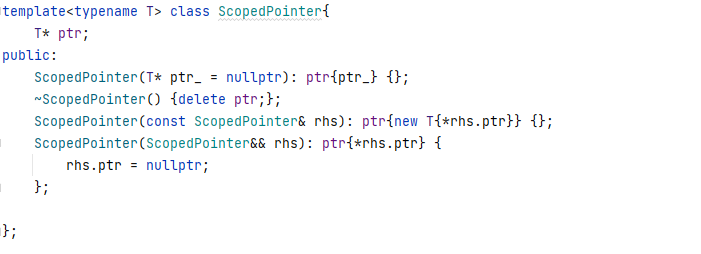 template<typename T> class ScopedPointer{
    T* ptr;
public:
    ScopedPointer(T* ptr_ = nullptr): ptr{ptr_} {};
    ~ScopedPointer() {delete ptr;};
    ScopedPointer(const ScopedPointer& rhs): ptr{new T{*rhs.ptr}} {};
    ScopedPointer(ScopedPointer&& rhs): ptr{*rhs.ptr} {
        rhs.ptr = nullptr;
    };
};